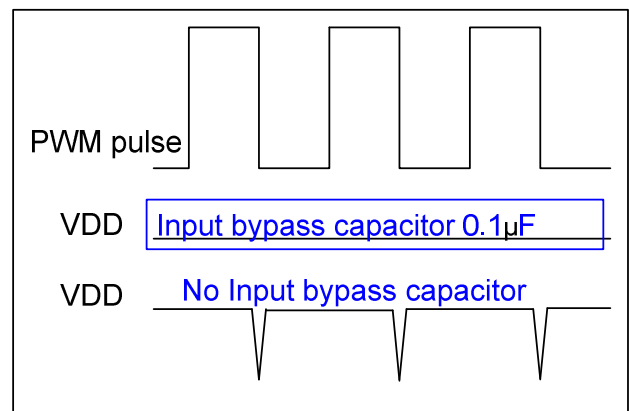 PWM pulse
VDD Input bypass capacitor 0.1µF
VDD No Input bypass capacitor